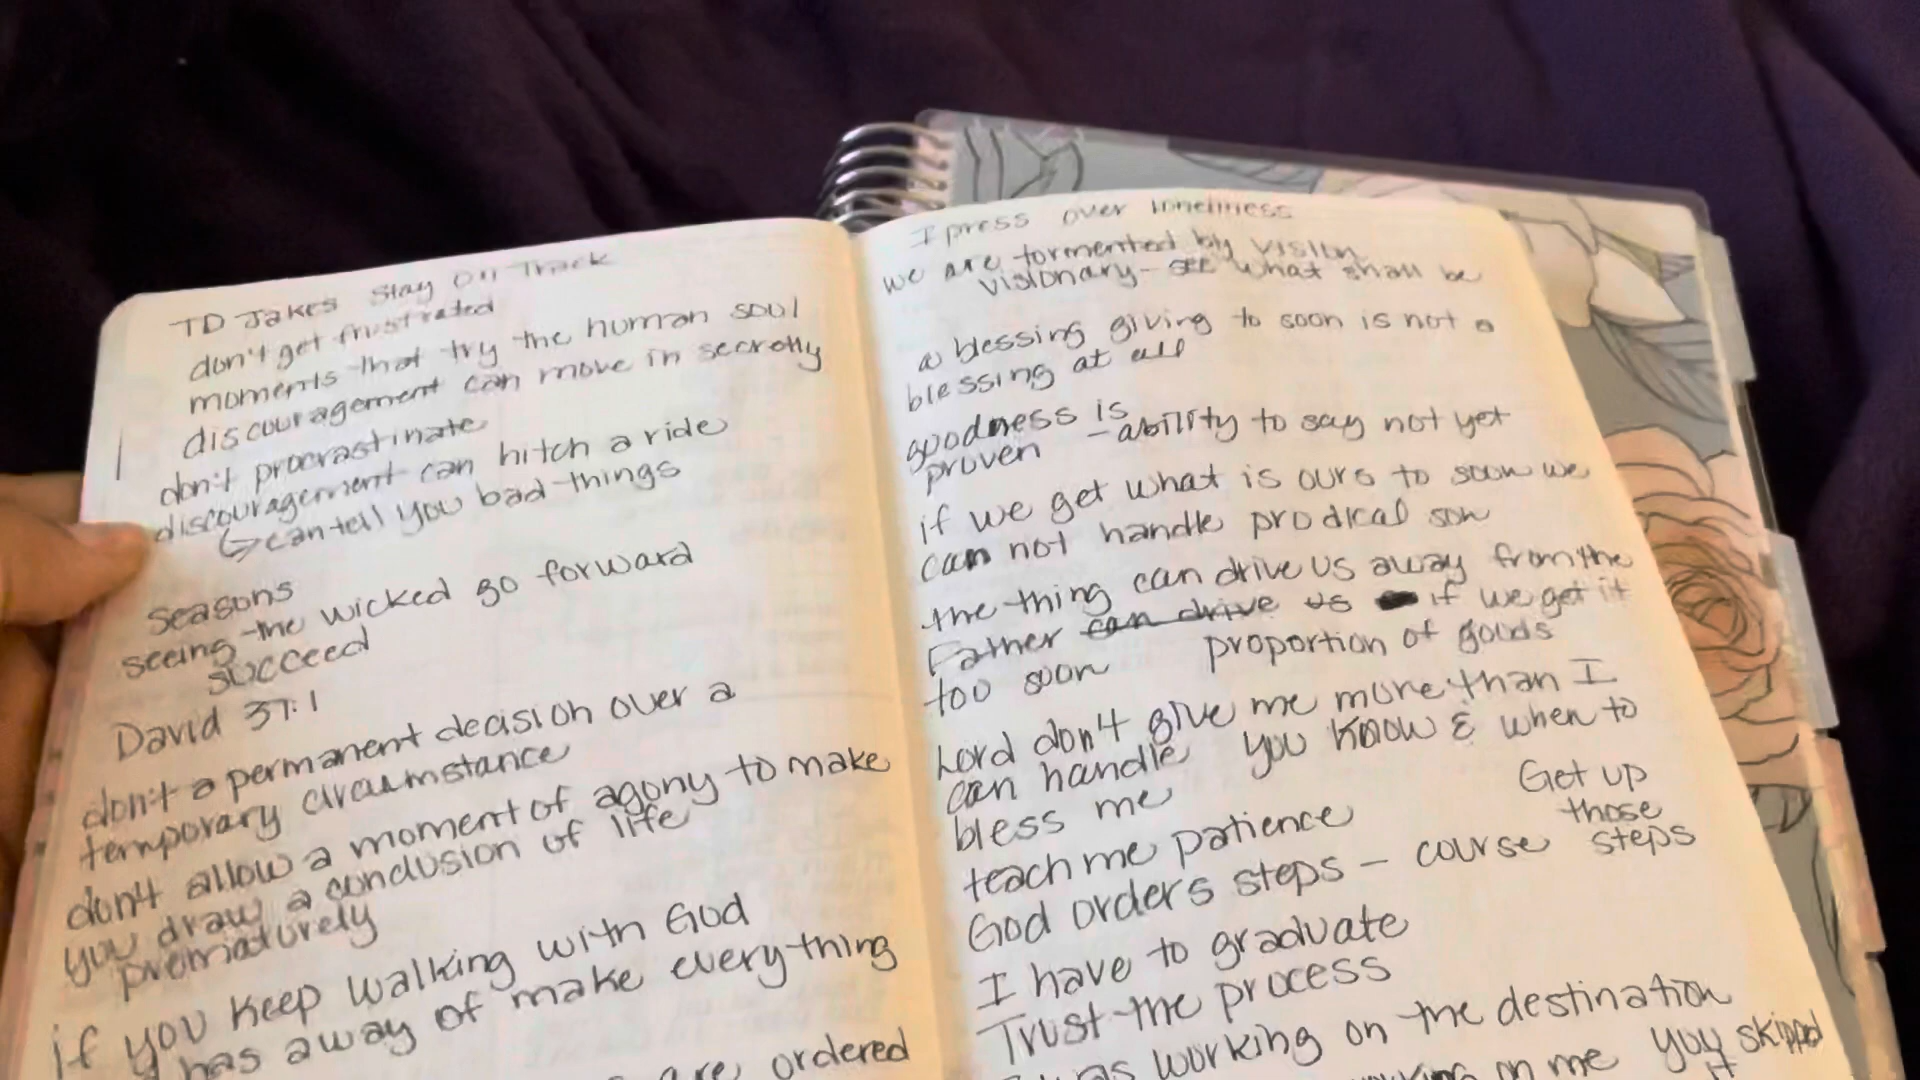 TD Jakes Stay On Track
don't get frustrated
moments that try the human soul
discouragement can move in secretly
don't procrastinate
discouragement can hitch a ride
↳ can tell you bad things
seasons
seeing the wicked go forward
succeed
David 37:1
don't a permanent decision over a
temporary circumstance
don't allow a moment of agony to make
you draw a conclusion of life
prematurely
if you keep walking with God
has away of make everything
are ordered
I press over loneliness
we are tormented by vision
visionary - see what shall be
a blessing giving to soon is not a
blessing at all
goodness is - ability to say not yet
proven
if we get what is ours to soon we
can not handle prodical son
the thing can drive us away from the
Father can drive us if we get it
too soon proportion of goods
Lord don't give me more than I
can handle you know & when to
bless me
teach me patience
Get up
those
God orders steps - course steps
I have to graduate
Trust the process
working on the destination
on me you skipped
it